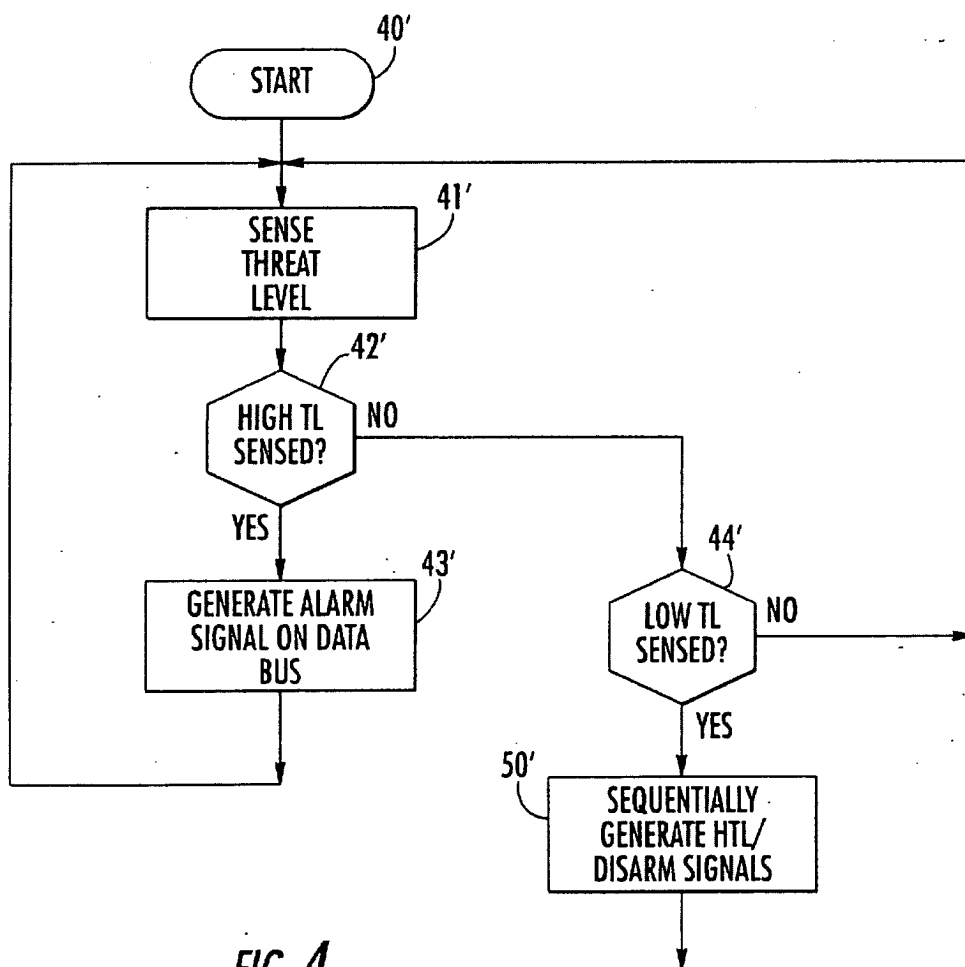 40'
START
41'
SENSE
THREAT
LEVEL
42'
HIGH TL
SENSED?
NO
YES
43'
GENERATE ALARM
SIGNAL ON DATA
BUS
44'
LOW TL
SENSED?
NO
YES
50'
SEQUENTIALLY
GENERATE HTL/
DISARM SIGNALS
FIG. 4